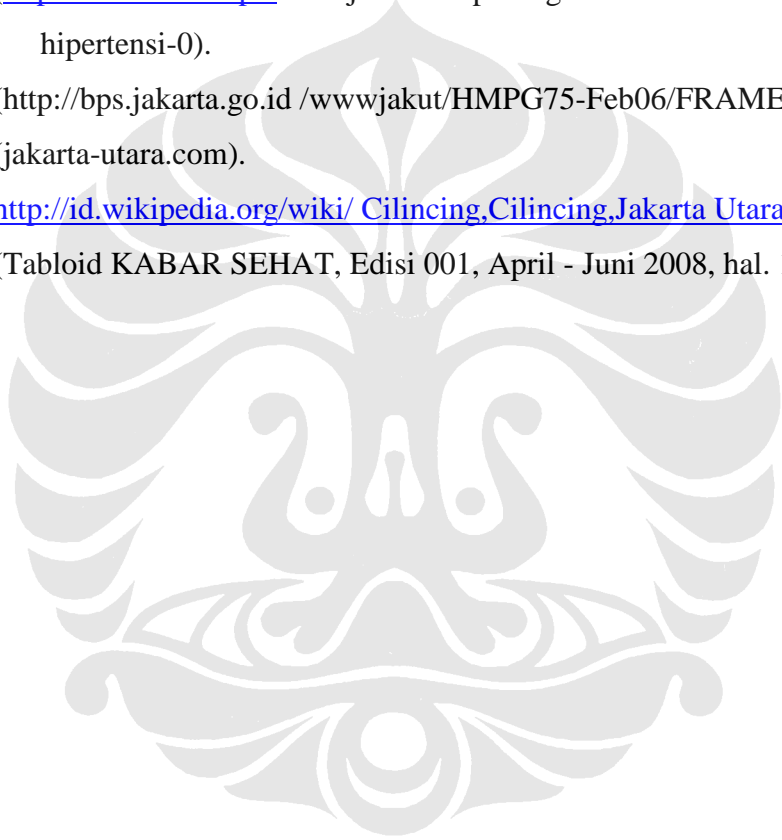 hipertensi-0).
(http://bps.jakarta.go.id /wwwjakut/HMPG75-Feb06/FRAME
(jakarta-utara.com).
http://id.wikipedia.org/wiki/ Cilincing,Cilincing,Jakarta Utara
(Tabloid KABAR SEHAT, Edisi 001, April - Juni 2008, hal.